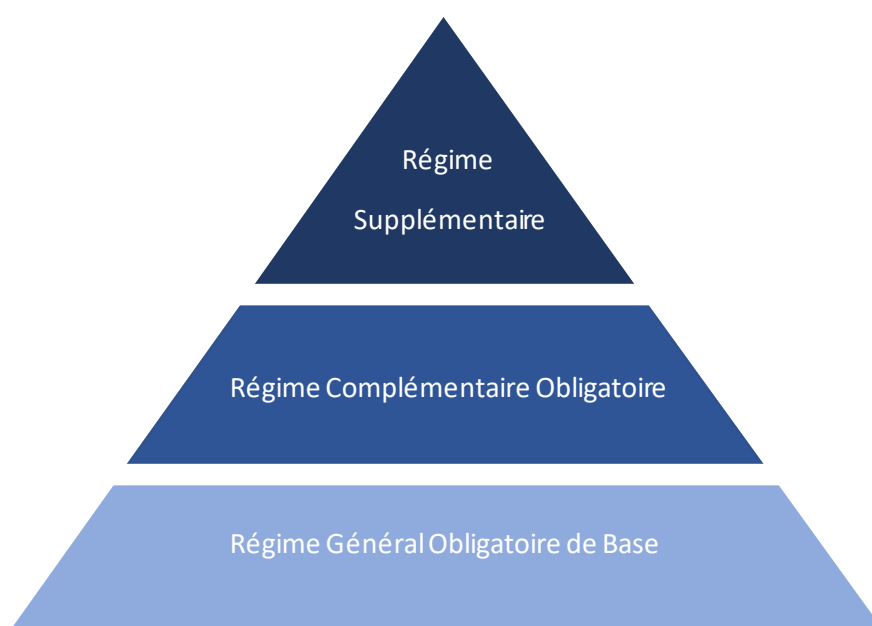 Régime
Supplémentaire
Régime Complémentaire Obligatoire
Régime Général Obligatoire de Base